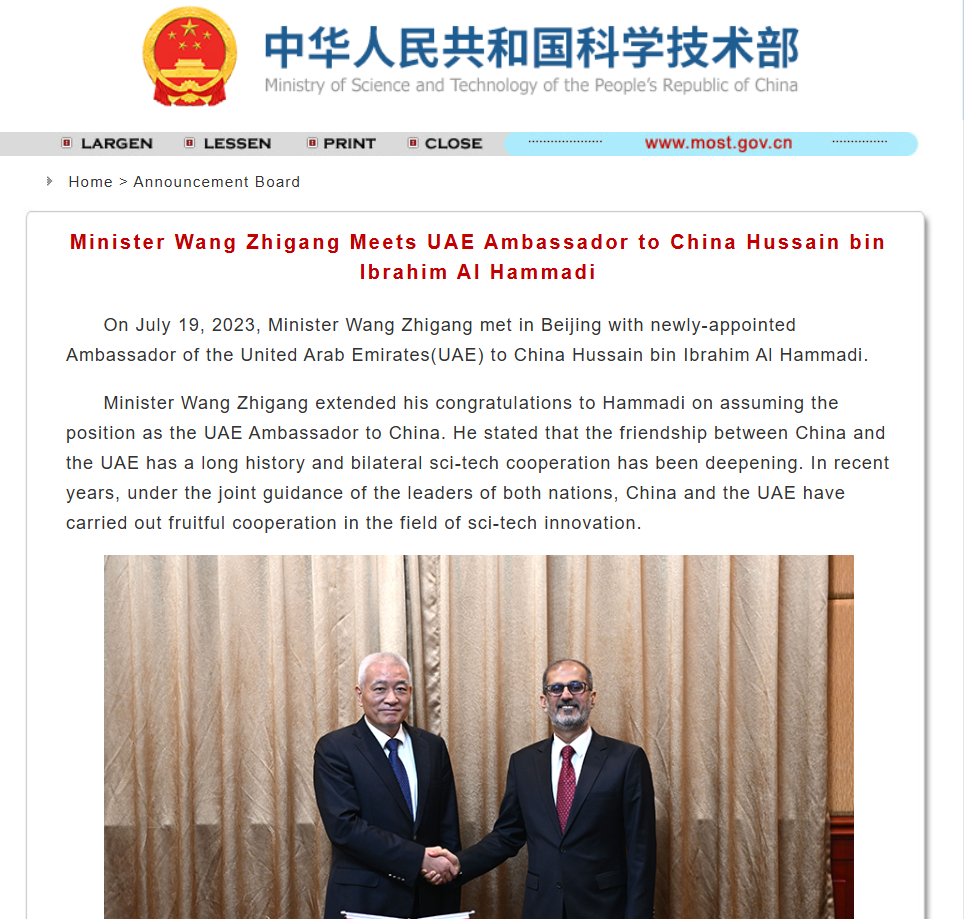 中华人民共和国科学技术部
Ministry of Science and Technology of the People's Republic of China
LARGEN LESSEN PRINT CLOSE www.most.gov.cn
Home > Announcement Board
Minister Wang Zhigang Meets UAE Ambassador to China Hussain bin
Ibrahim Al Hammadi
On July 19, 2023, Minister Wang Zhigang met in Beijing with newly-appointed
Ambassador of the United Arab Emirates(UAE) to China Hussain bin Ibrahim Al Hammadi.
Minister Wang Zhigang extended his congratulations to Hammadi on assuming the
position as the UAE Ambassador to China. He stated that the friendship between China and
the UAE has a long history and bilateral sci-tech cooperation has been deepening. In recent
years, under the joint guidance of the leaders of both nations, China and the UAE have
carried out fruitful cooperation in the field of sci-tech innovation.